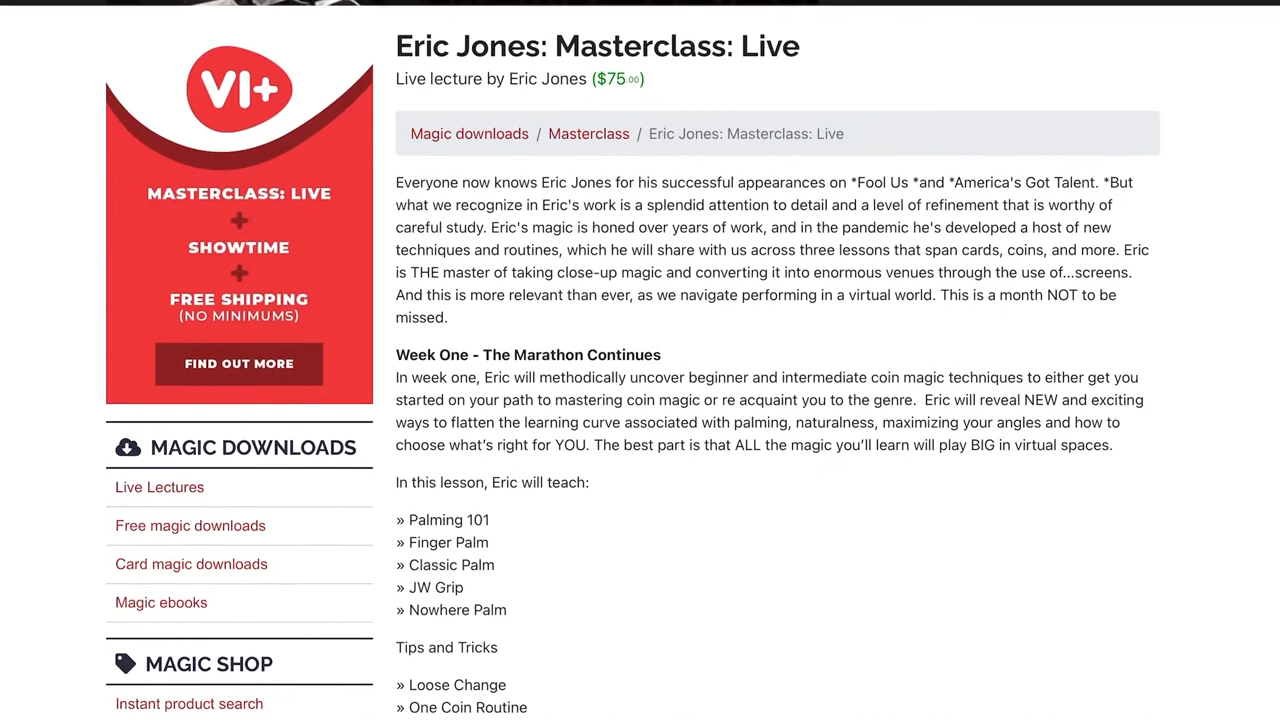 VI+
MASTERCLASS: LIVE
+
SHOWTIME
+
FREE SHIPPING
(NO MINIMUMS)
FIND OUT MORE
MAGIC DOWNLOADS
Live Lectures
Free magic downloads
Card magic downloads
Magic ebooks
MAGIC SHOP
Instant product search
Eric Jones: Masterclass: Live
Live lecture by Eric Jones ($75.00)
Magic downloads / Masterclass / Eric Jones: Masterclass: Live
Everyone now knows Eric Jones for his successful appearances on *Fool Us *and *America's Got Talent. *But
what we recognize in Eric's work is a splendid attention to detail and a level of refinement that is worthy of
careful study. Eric's magic is honed over years of work, and in the pandemic he's developed a host of new
techniques and routines, which he will share with us across three lessons that span cards, coins, and more. Eric
is THE master of taking close-up magic and converting it into enormous venues through the use of...screens.
And this is more relevant than ever, as we navigate performing in a virtual world. This is a month NOT to be
missed.
Week One - The Marathon Continues
In week one, Eric will methodically uncover beginner and intermediate coin magic techniques to either get you
started on your path to mastering coin magic or re acquaint you to the genre.  Eric will reveal NEW and exciting
ways to flatten the learning curve associated with palming, naturalness, maximizing your angles and how to
choose what’s right for YOU. The best part is that ALL the magic you’ll learn will play BIG in virtual spaces.
In this lesson, Eric will teach:
» Palming 101
» Finger Palm
» Classic Palm
» JW Grip
» Nowhere Palm
Tips and Tricks
» Loose Change
» One Coin Routine